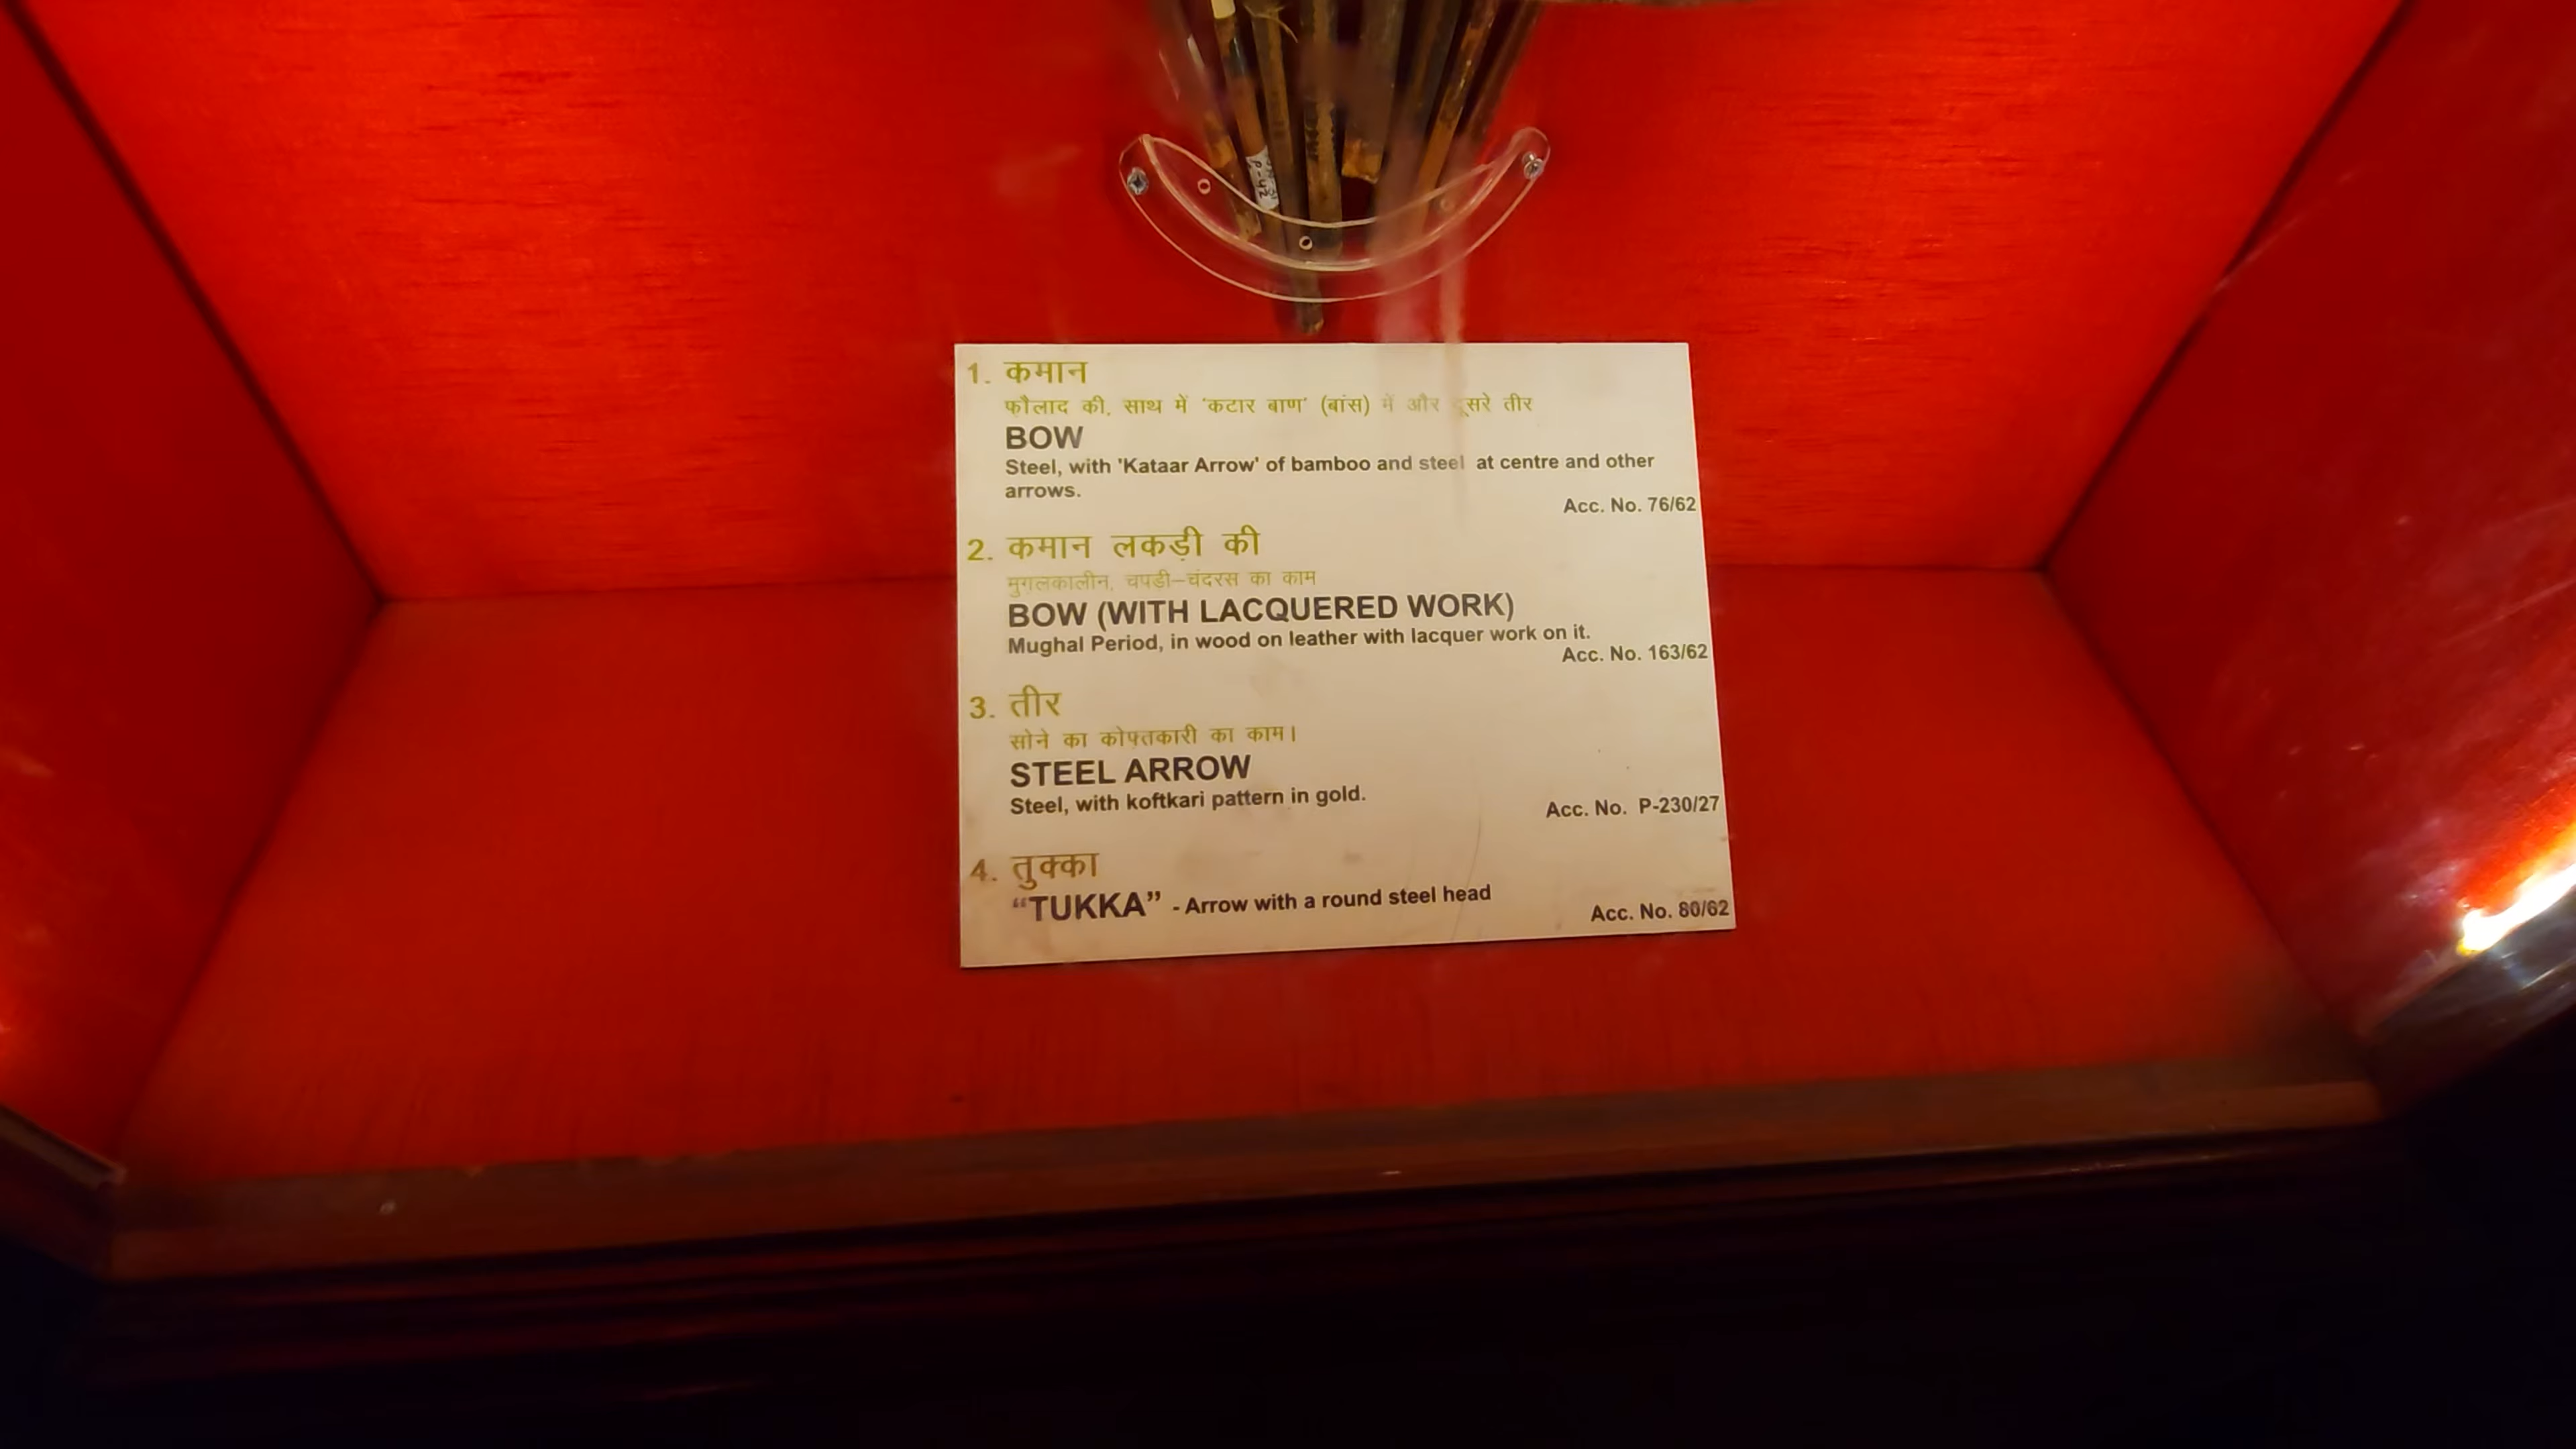 1. कमान
फौलाद की, साथ में 'कटार बाण' (बांस) में और दूसरे तीर
BOW
Steel, with 'Kataar Arrow' of bamboo and steel at centre and other
arrows.
Acc. No. 76/62
2. कमान लकड़ी की
मुगलकालीन, चपडी-चंदरस का काम
BOW (WITH LACQUERED WORK)
Mughal Period, in wood on leather with lacquer work on it.
Acc. No. 163/62
3. तीर
सोने का कोफ्तकारी का काम।
STEEL ARROW
Steel, with koftkari pattern in gold.
Acc. No. P-230/27
4. तुक्का
“TUKKA” - Arrow with a round steel head
Acc. No. 80/62